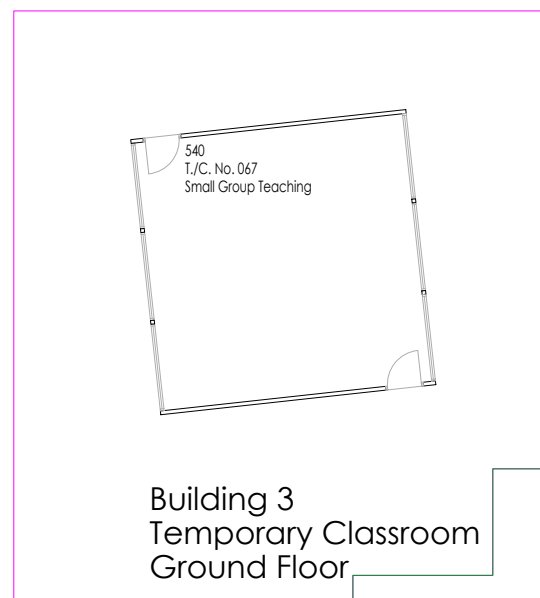 540
T./C. No. 067
Small Group Teaching
Building 3
Temporary Classroom
Ground Floor